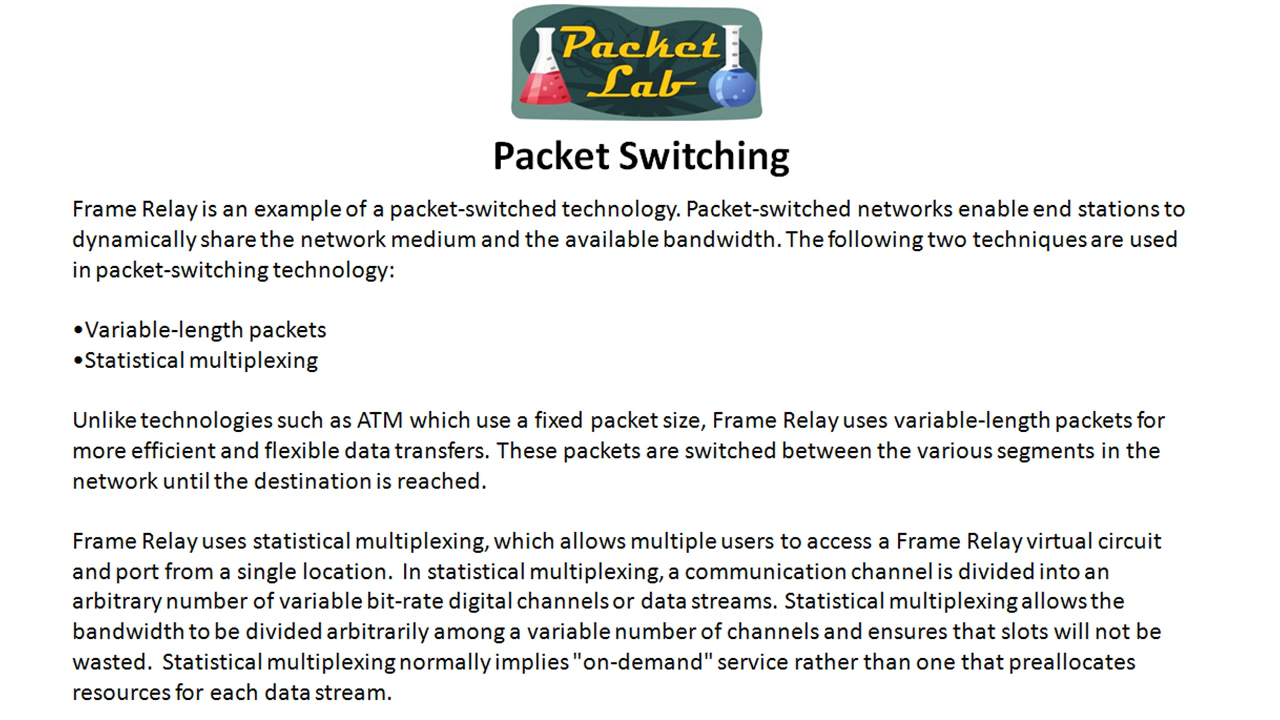 Packet
Lab
Packet Switching
Frame Relay is an example of a packet-switched technology. Packet-switched networks enable end stations to
dynamically share the network medium and the available bandwidth. The following two techniques are used
in packet-switching technology:
•Variable-length packets
•Statistical multiplexing
Unlike technologies such as ATM which use a fixed packet size, Frame Relay uses variable-length packets for
more efficient and flexible data transfers. These packets are switched between the various segments in the
network until the destination is reached.
Frame Relay uses statistical multiplexing, which allows multiple users to access a Frame Relay virtual circuit
and port from a single location.  In statistical multiplexing, a communication channel is divided into an
arbitrary number of variable bit-rate digital channels or data streams. Statistical multiplexing allows the
bandwidth to be divided arbitrarily among a variable number of channels and ensures that slots will not be
wasted.  Statistical multiplexing normally implies "on-demand" service rather than one that preallocates
resources for each data stream.